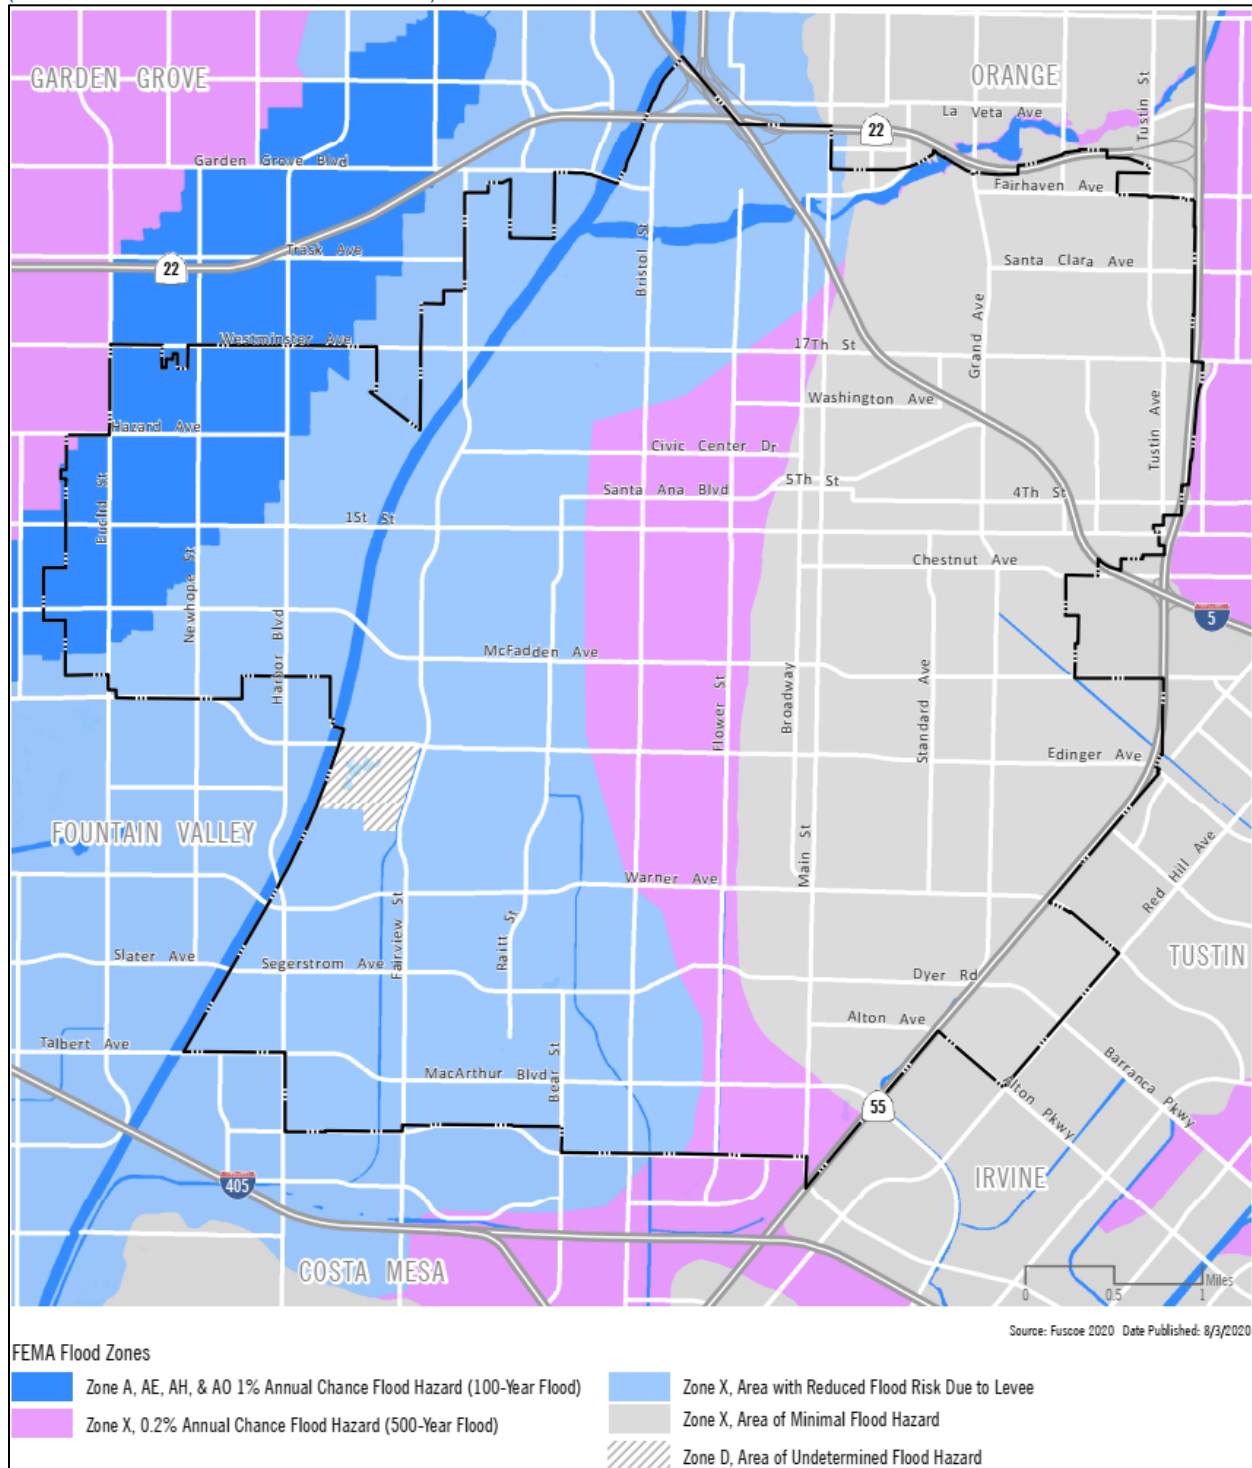 GARDEN GROVE
ORANGE
Tustin St
La Veta Ave
22
Garden Grove Blvd
Fairhaven Ave
Bristol St
Trask Ave
22
Santa Clara Ave
Grand Ave
Westminster Ave
17Th St
Washington Ave
Tustin Ave
Hazard Ave
Civic Center Dr
Euclid St
Santa Ana Blvd
5Th St
4Th St
1St St
Newhope St
Chestnut Ave
5
Harbor Blvd
McFadden Ave
Flower St
Broadway
Standard Ave
Edinger Ave
FOUNTAIN VALLEY
Main St
Red Hill Ave
Warner Ave
Fairview St
Raitt St
Slater Ave
Segerstrom Ave
Dyer Rd
TUSTIN
Alton Ave
Talbert Ave
Bear St
MacArthur Blvd
Barranca Pkwy
Alton Pkwy
55
405
IRVINE
COSTA MESA
Miles
0 0.5 1
Source: Fuscoe 2020 Date Published: 8/3/2020
FEMA Flood Zones
Zone A, AE, AH, & AO 1% Annual Chance Flood Hazard (100-Year Flood)
Zone X, 0.2% Annual Chance Flood Hazard (500-Year Flood)
Zone X, Area with Reduced Flood Risk Due to Levee
Zone X, Area of Minimal Flood Hazard
Zone D, Area of Undetermined Flood Hazard